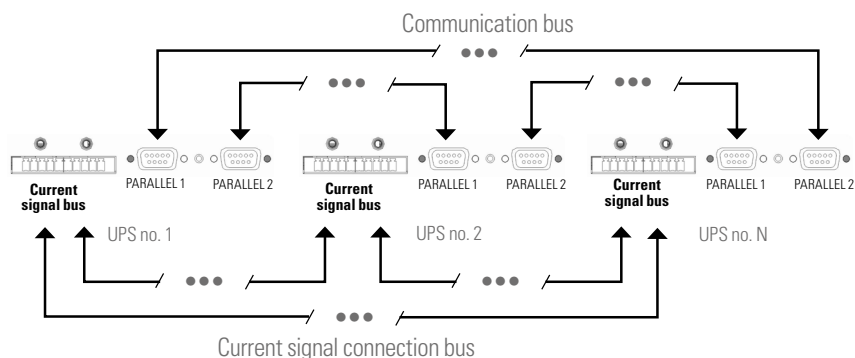 Communication bus
Current
signal bus
PARALLEL 1
PARALLEL 2
Current
signal bus
PARALLEL 1
PARALLEL 2
Current
signal bus
PARALLEL 1
PARALLEL 2
UPS no. 1
UPS no. 2
UPS no. N
Current signal connection bus